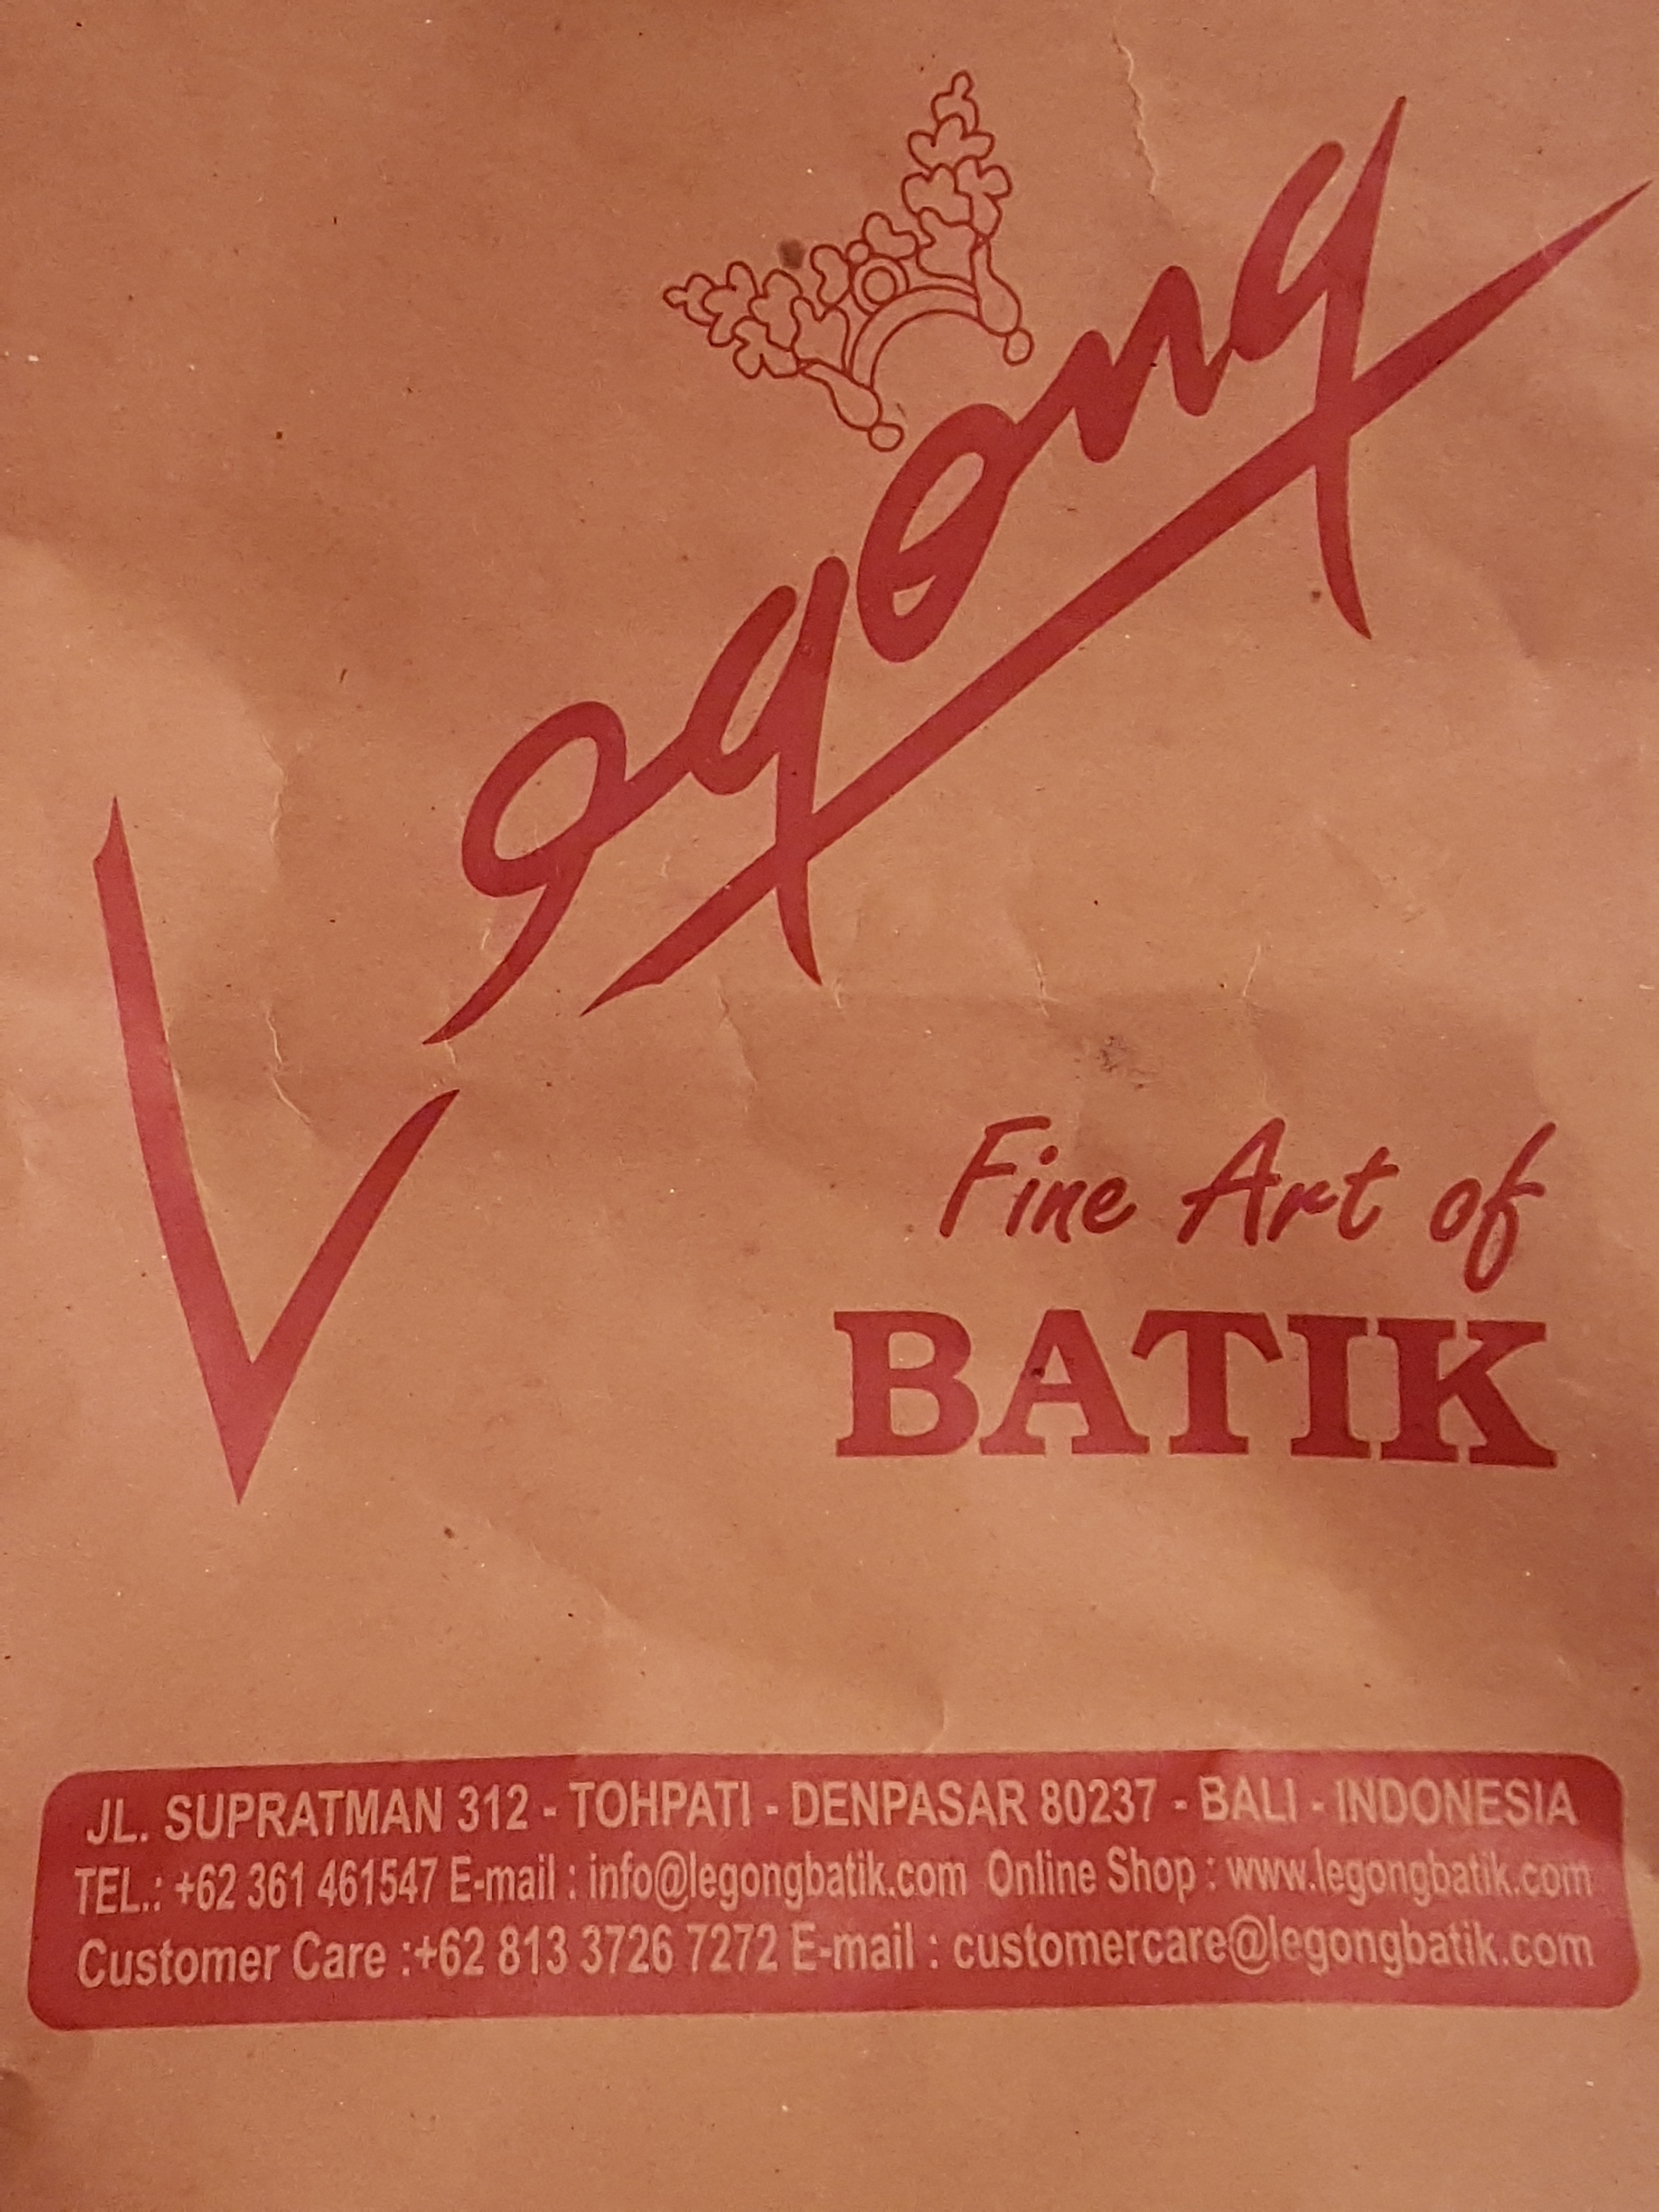 Legong
Fine Art of
BATIK
JL. SUPRATMAN 312 - TOHPATI - DENPASAR 80237 - BALI - INDONESIA
TEL.: +62 361 461547 E-mail : info@legongbatik.com Online Shop : www.legongbatik.com
Customer Care :+62 813 3726 7272 E-mail : customercare@legongbatik.com